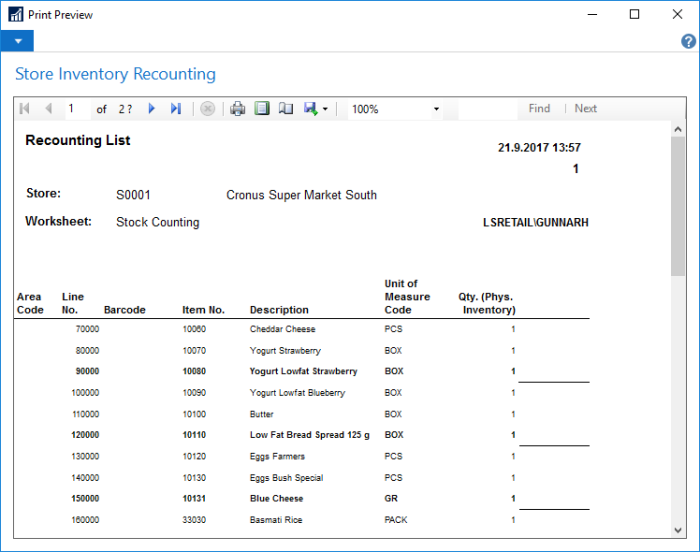 Print Preview
Store Inventory Recounting
1 of 2? 100% Find | Next
Recounting List
21.9.2017 13:57
1
Store: S0001 Cronus Super Market South
Worksheet: Stock Counting LSRETAIL\GUNNARH
Area Code Line No. Barcode Item No. Description Unit of Measure Code Qty. (Phys. Inventory)
70000 10060 Cheddar Cheese PCS 1
80000 10070 Yogurt Strawberry BOX 1
90000 10080 Yogurt Lowfat Strawberry BOX 1
100000 10090 Yogurt Lowfat Blueberry BOX 1
110000 10100 Butter BOX 1
120000 10110 Low Fat Bread Spread 125 g BOX 1
130000 10120 Eggs Farmers PCS 1
140000 10130 Eggs Bush Special PCS 1
150000 10131 Blue Cheese GR 1
160000 33030 Basmati Rice PACK 1